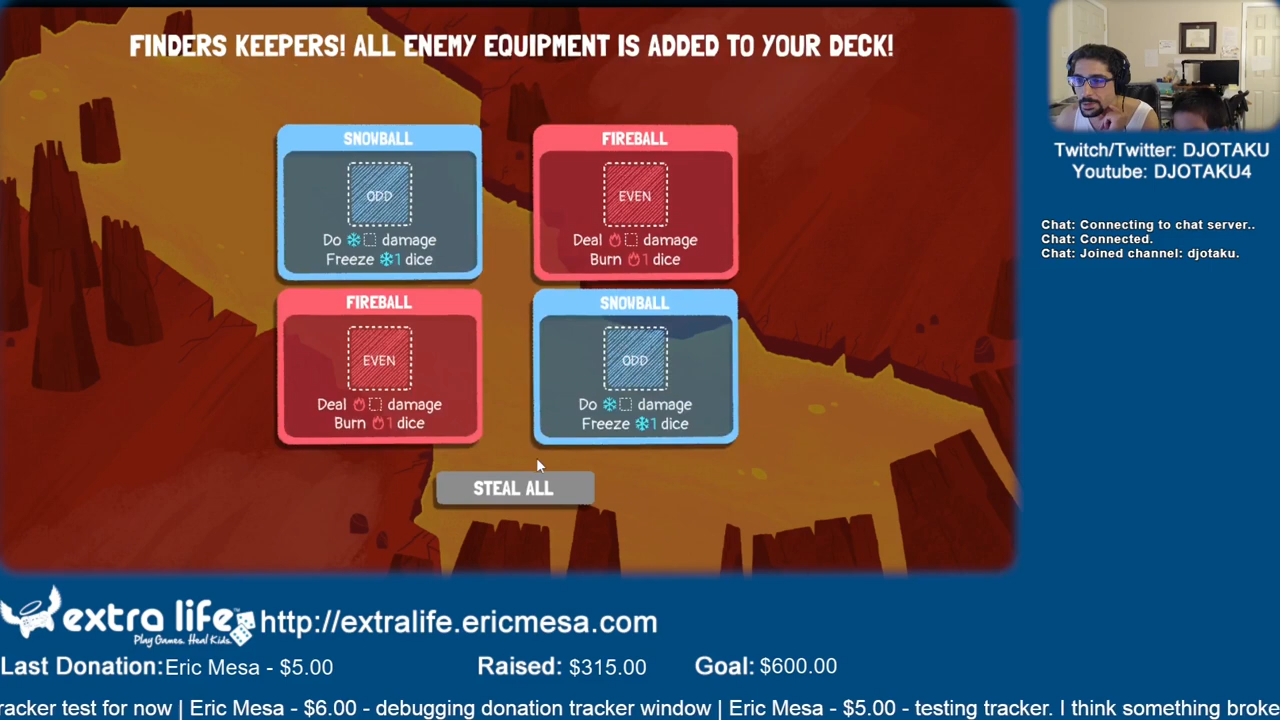 FINDERS KEEPERS! ALL ENEMY EQUIPMENT IS ADDED TO YOUR DECK!
SNOWBALL
ODD
Do damage
Freeze 1 dice
FIREBALL
EVEN
Deal damage
Burn 1 dice
FIREBALL
EVEN
Deal damage
Burn 1 dice
SNOWBALL
ODD
Do damage
Freeze 1 dice
STEAL ALL
Twitch/Twitter: DJOTAKU
Youtube: DJOTAKU4
Chat: Connecting to chat server..
Chat: Connected.
Chat: Joined channel: djotaku.
extra life
Play Games. Heal Kids.
http://extralife.ericmesa.com
Last Donation: Eric Mesa - $5.00 Raised: $315.00 Goal: $600.00
racker test for now | Eric Mesa - $6.00 - debugging donation tracker window | Eric Mesa - $5.00 - testing tracker. I think something broke